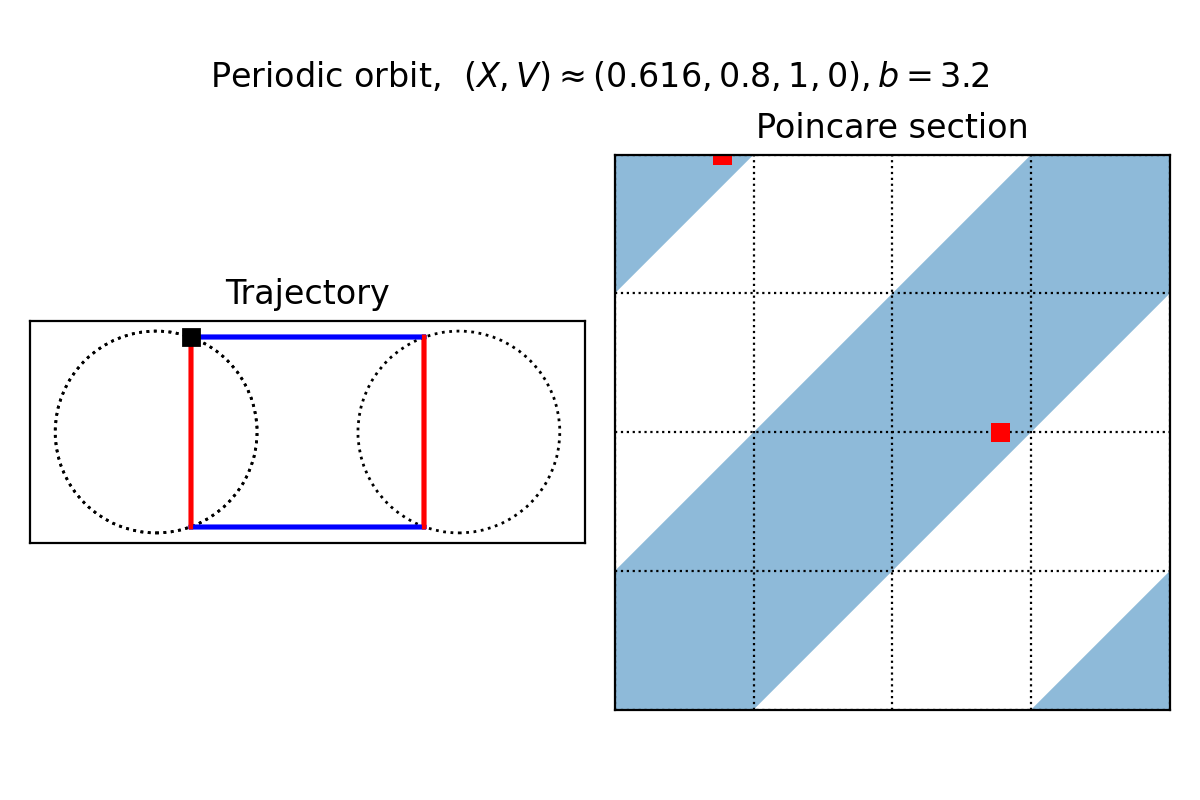 Periodic orbit, (X, V) ≈ (0.616, 0.8, 1, 0), b = 3.2
Poincare section
Trajectory